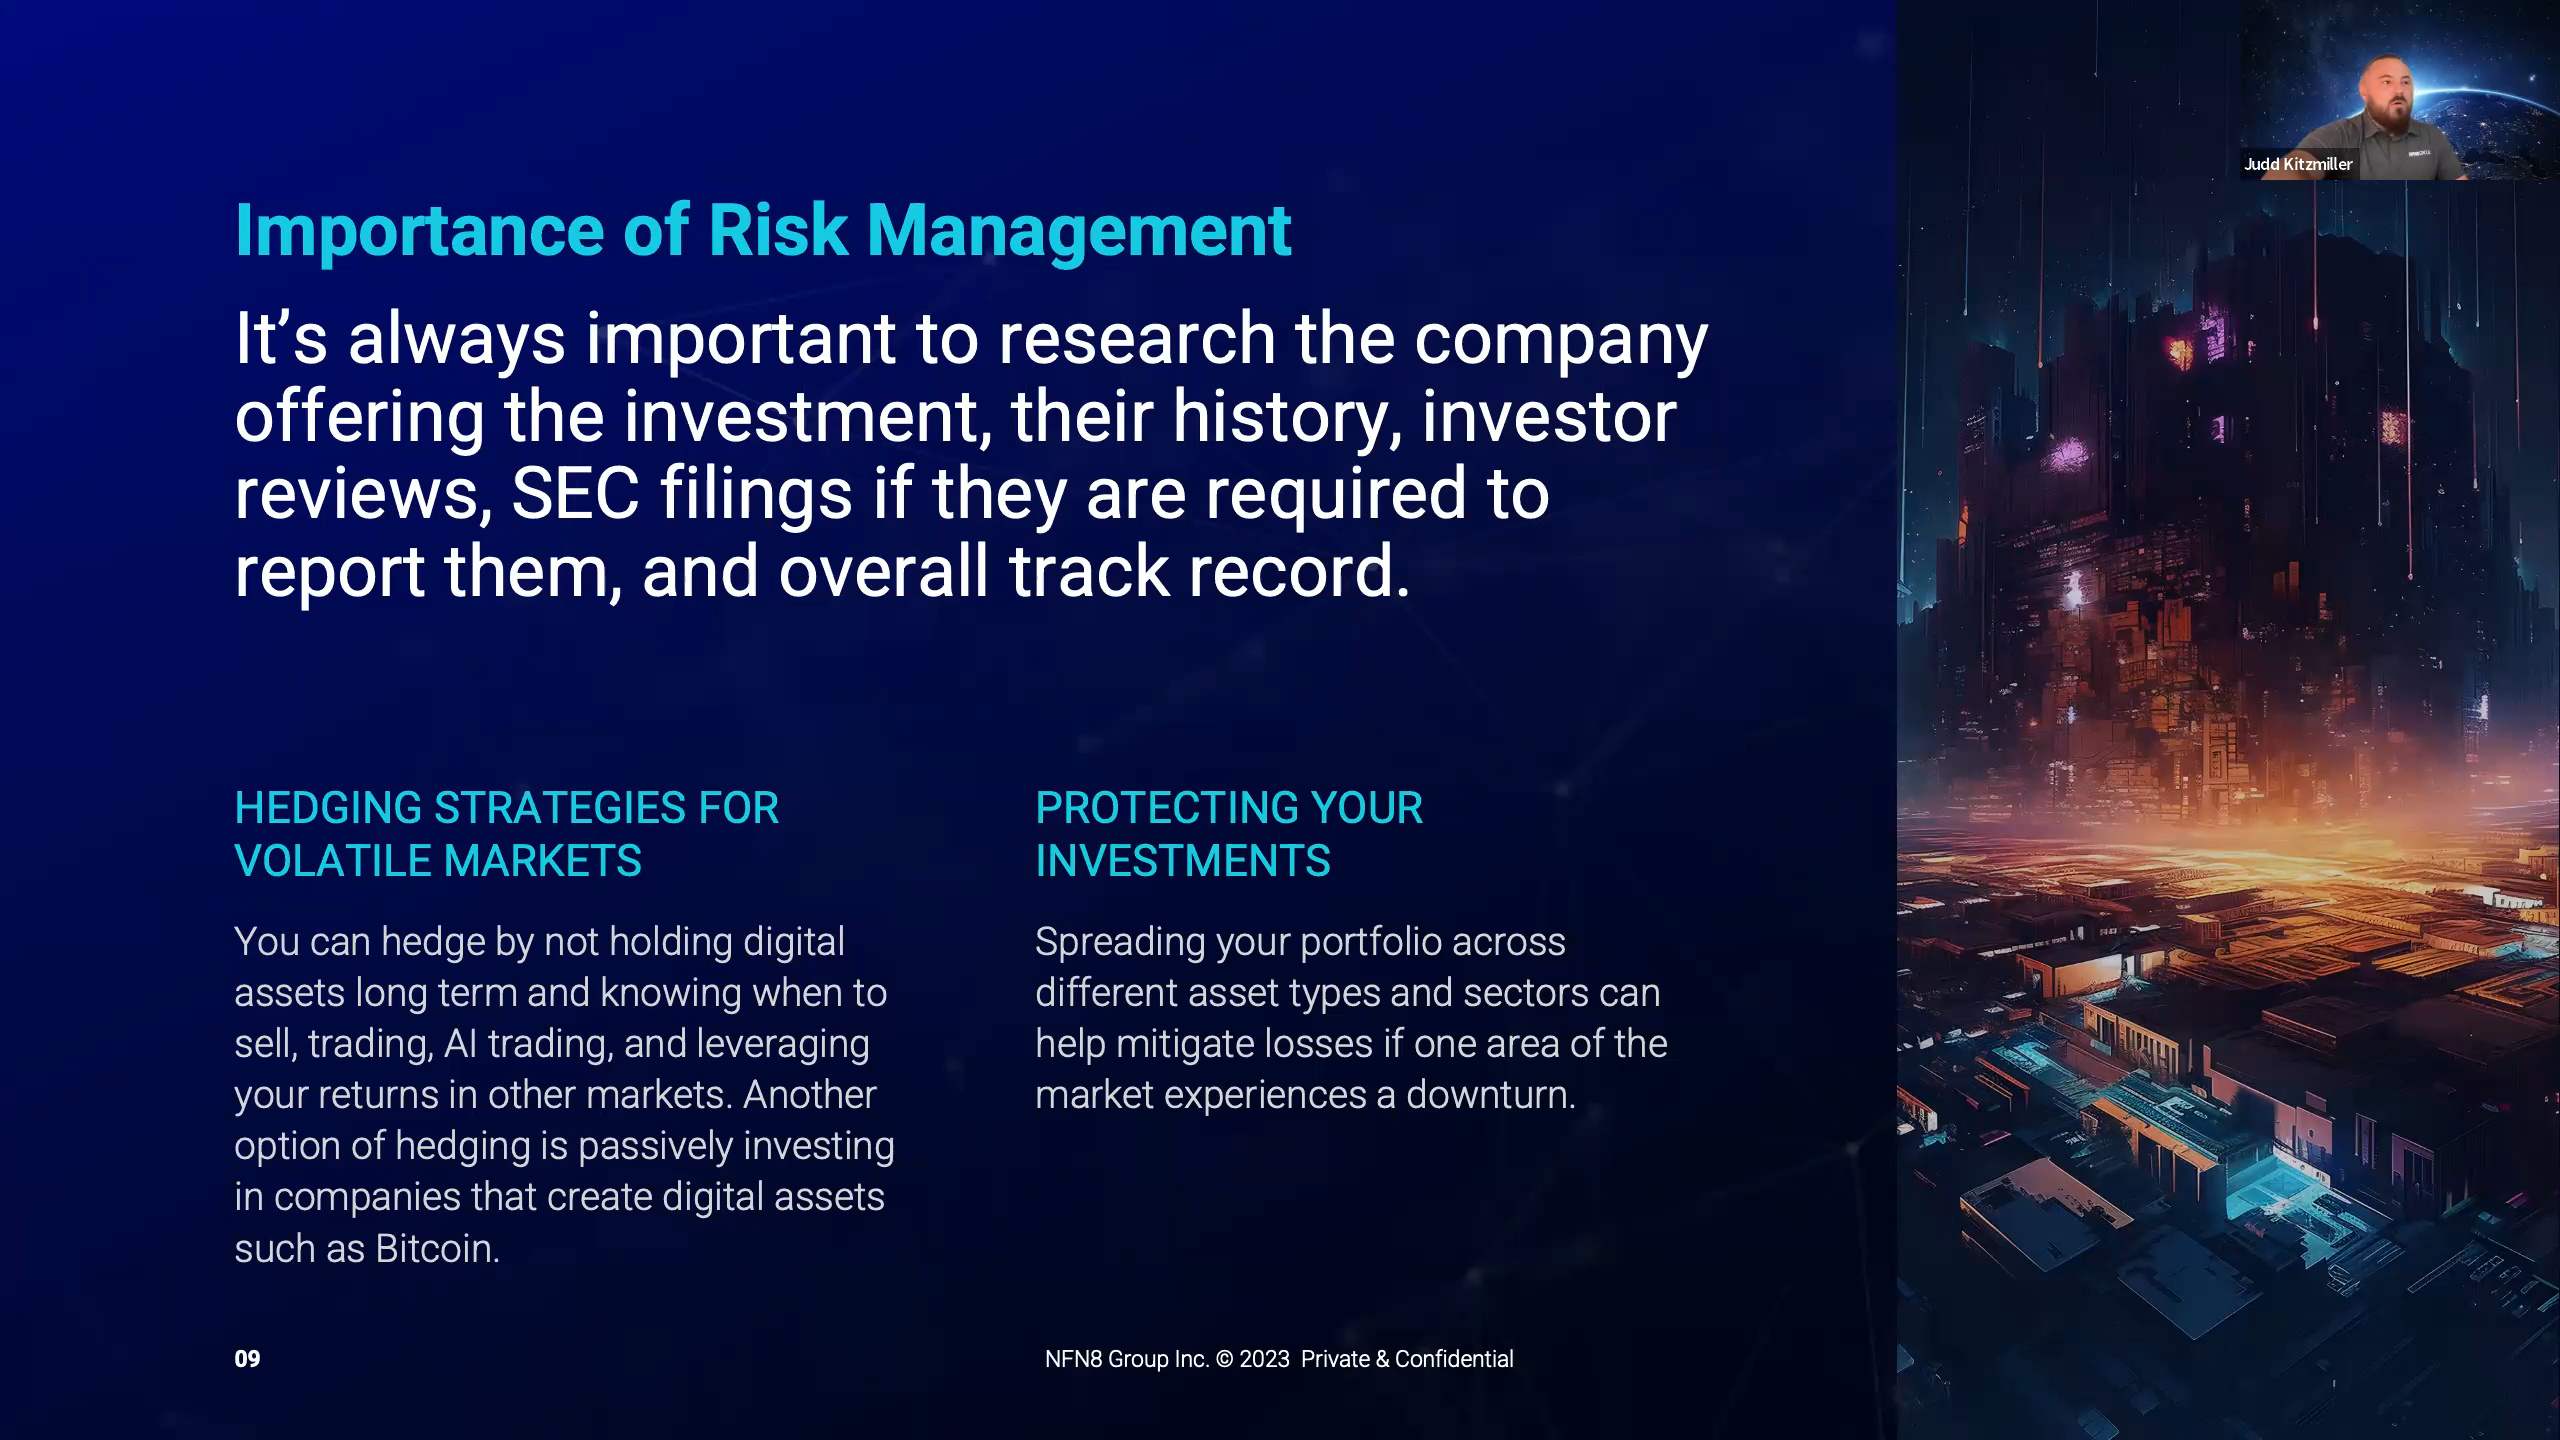 Judd Kitzmiller
Importance of Risk Management
It’s always important to research the company
offering the investment, their history, investor
reviews, SEC filings if they are required to
report them, and overall track record.
HEDGING STRATEGIES FOR
VOLATILE MARKETS
You can hedge by not holding digital
assets long term and knowing when to
sell, trading, AI trading, and leveraging
your returns in other markets. Another
option of hedging is passively investing
in companies that create digital assets
such as Bitcoin.
PROTECTING YOUR
INVESTMENTS
Spreading your portfolio across
different asset types and sectors can
help mitigate losses if one area of the
market experiences a downturn.
09
NFN8 Group Inc. © 2023  Private & Confidential